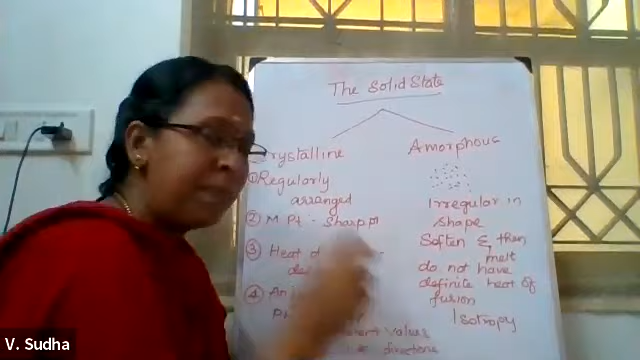 The Solid State
Crystalline
① Regularly
arranged
② M Pt - Sharp pt
③ Heat
④ An
Amorphous
Irregular in
shape
Soften & then
melt
do not have
definite heat of
fusion
Isotropy
values
directions
V. Sudha